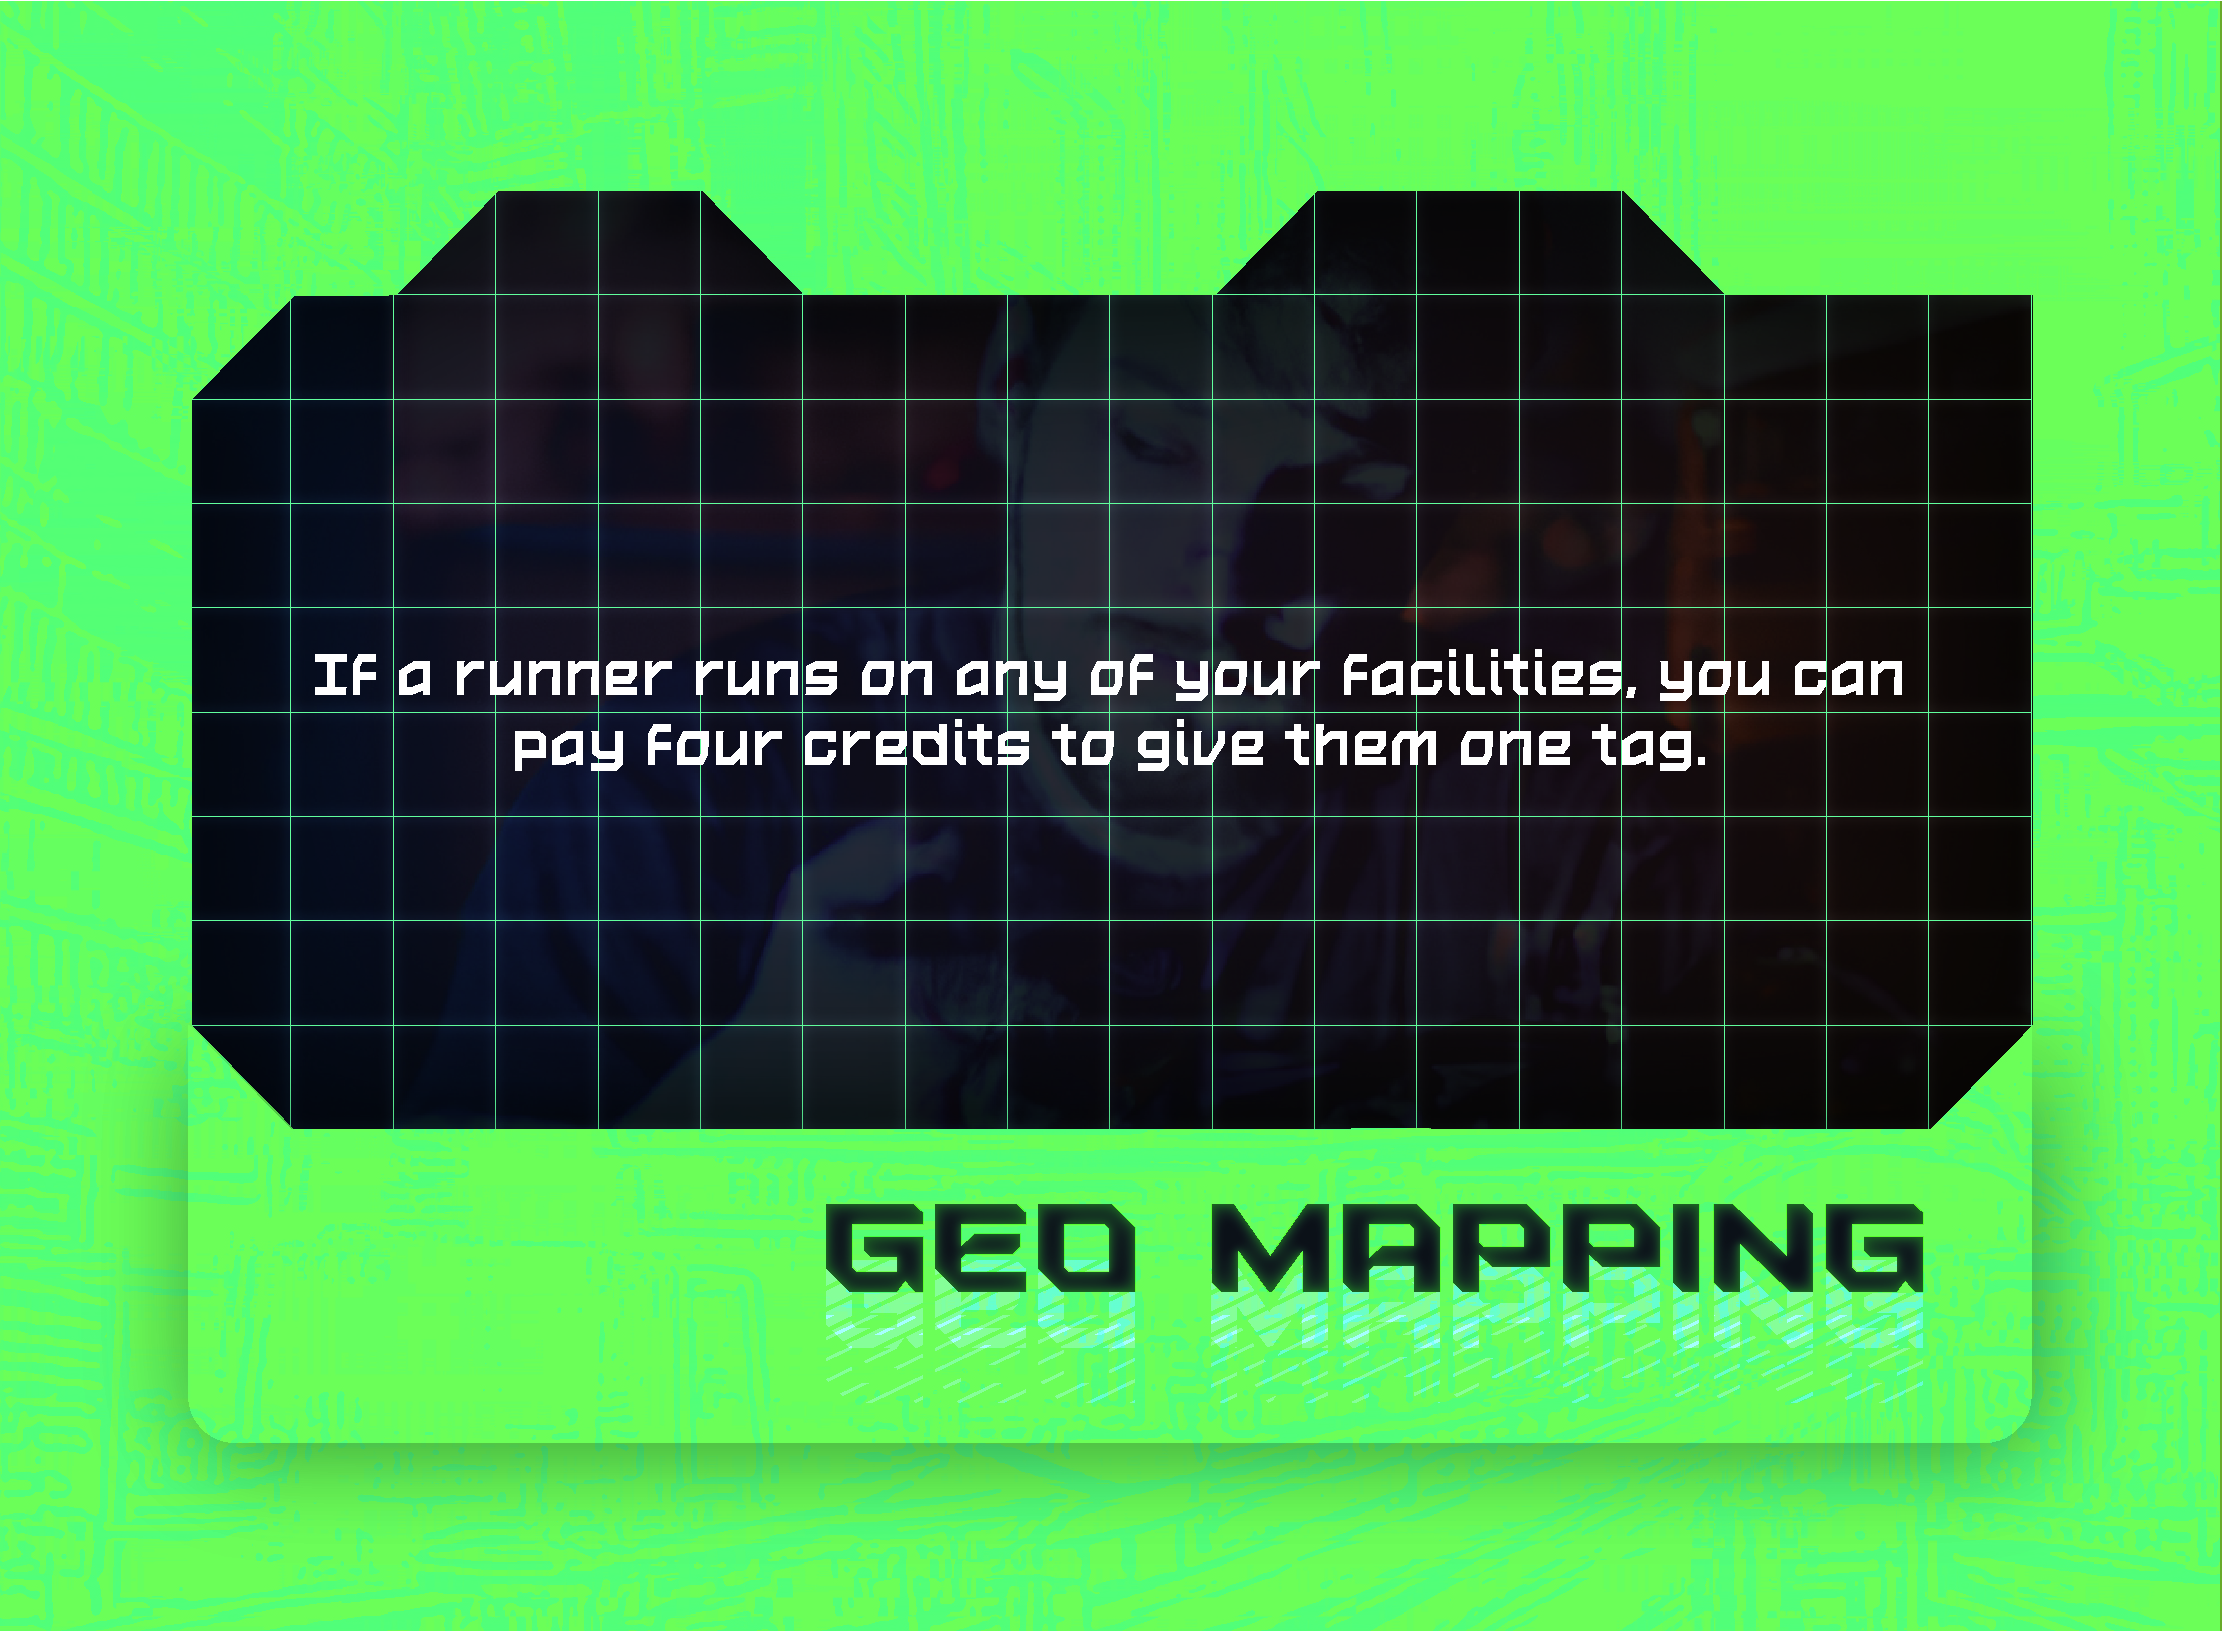 If a runner runs on any of your facilities, you can
pay four credits to give them one tag.
GEO MAPPING